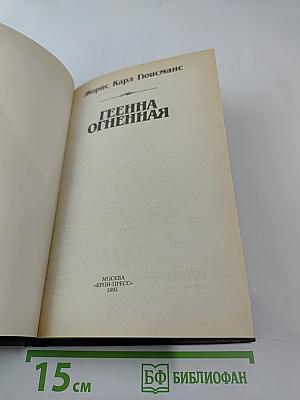 Жорис Карл Гюисманс
ГЕЕННА
ОГНЕННАЯ
МОСКВА
«КРОН-ПРЕСС»
1993
15 см
БФ БИБЛИОФАН